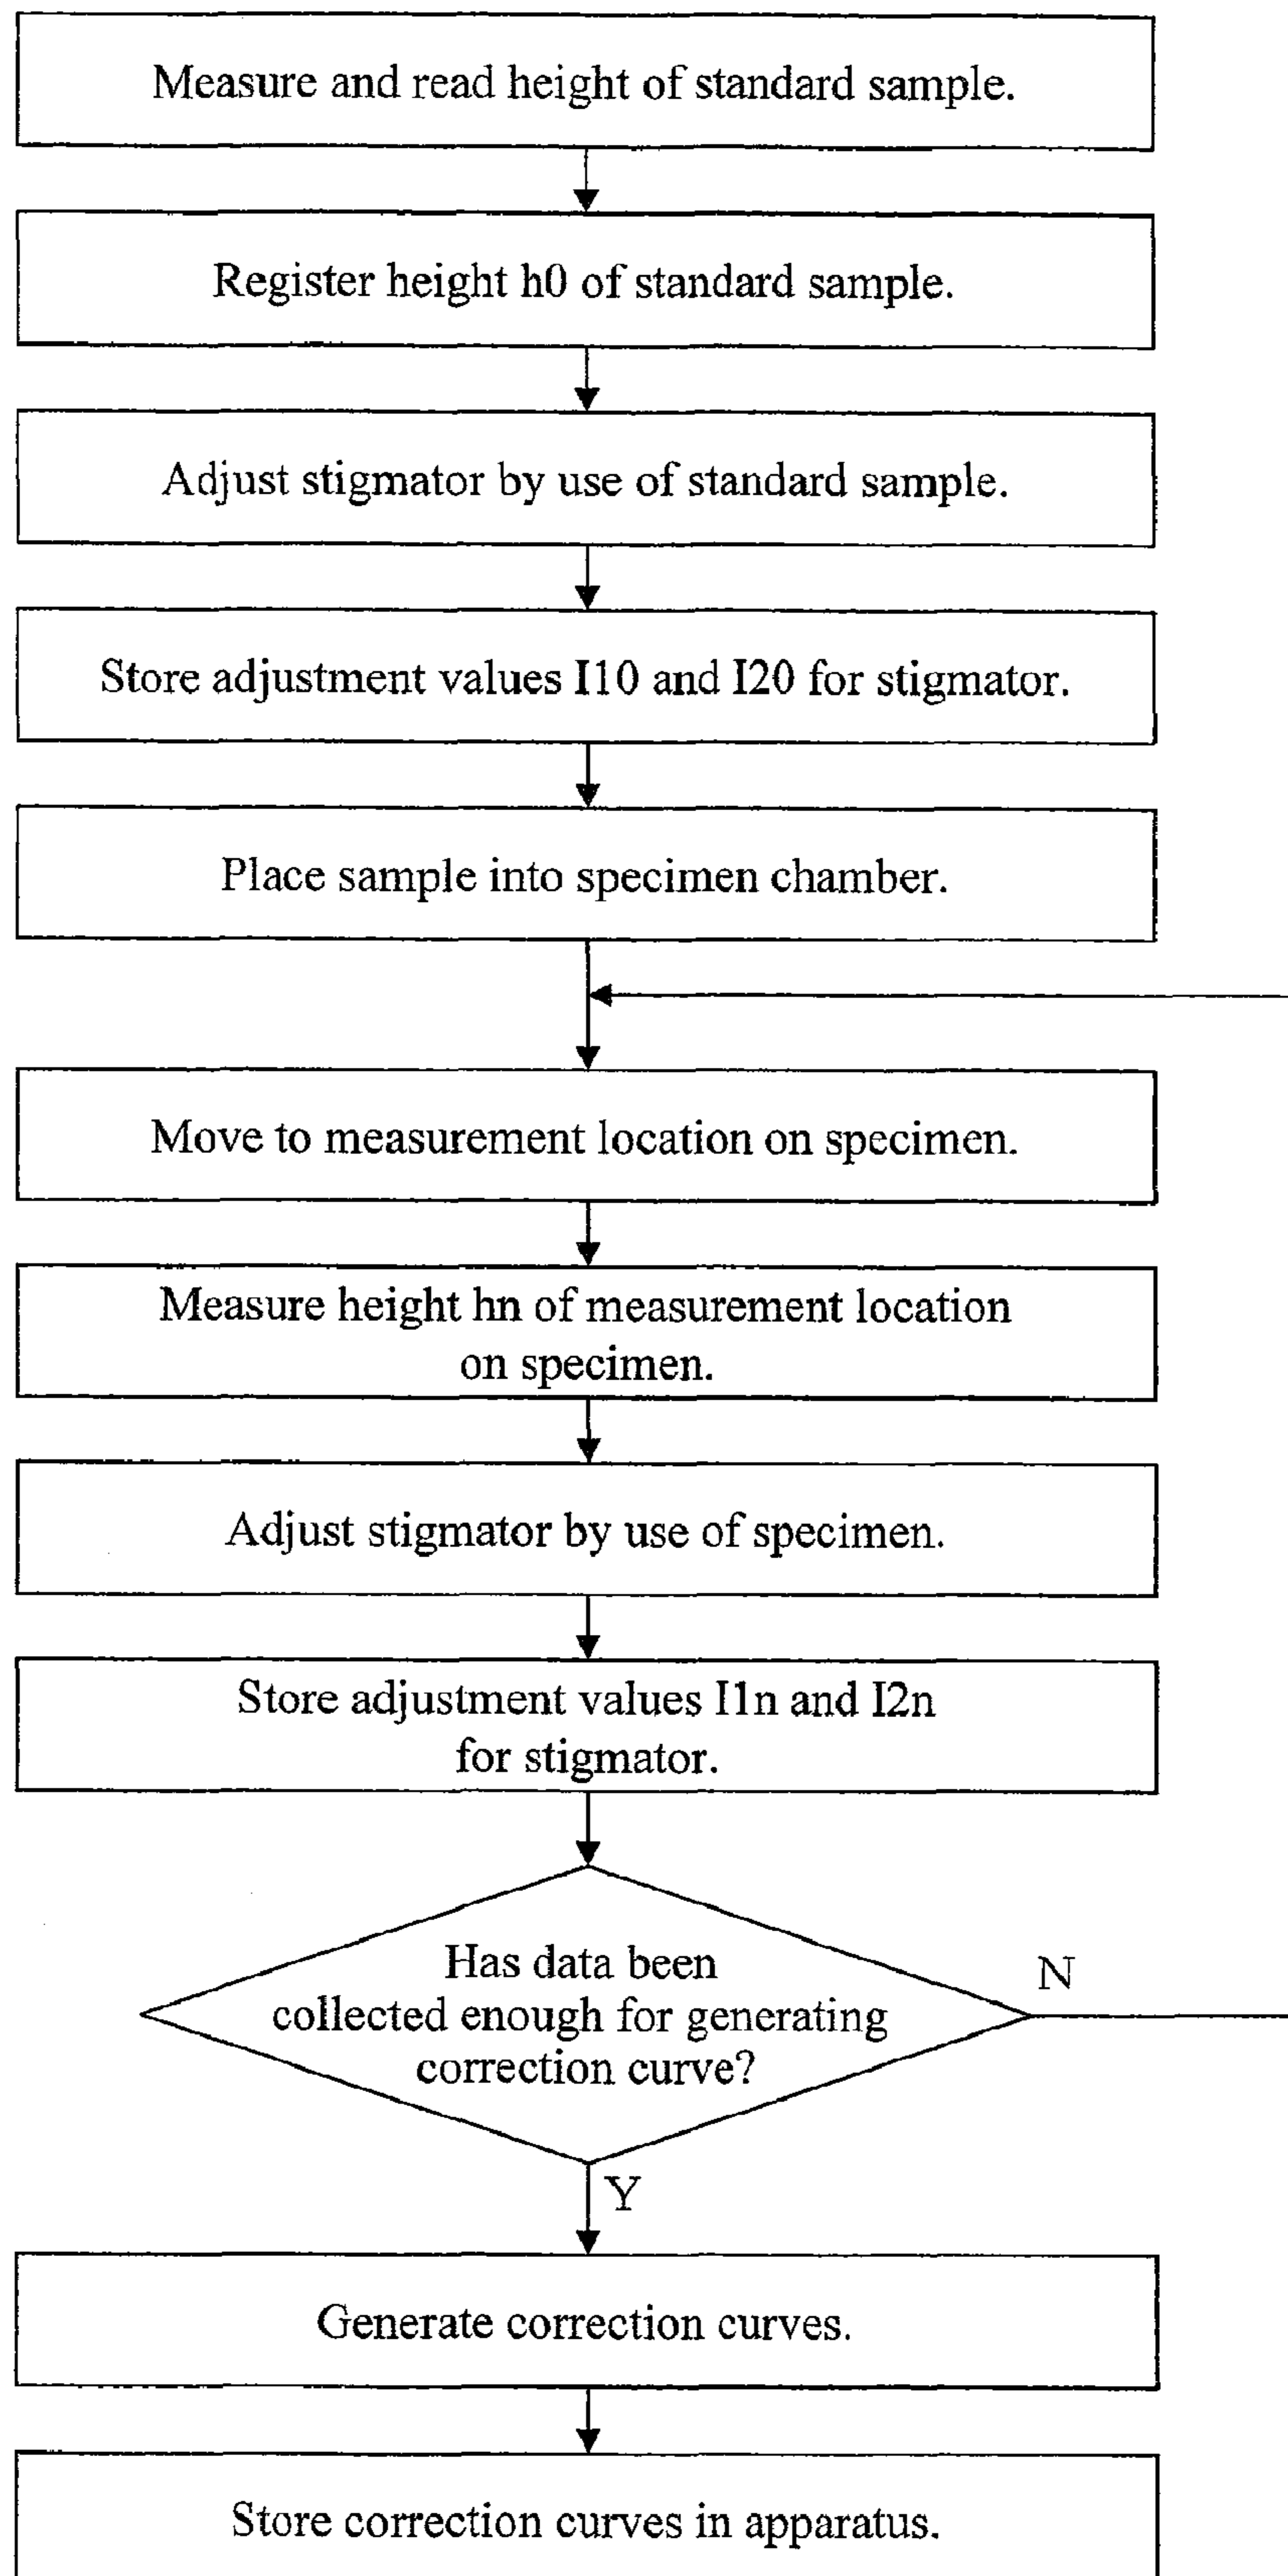 Measure and read height of standard sample.
Register height h0 of standard sample.
Adjust stigmator by use of standard sample.
Store adjustment values I10 and I20 for stigmator.
Place sample into specimen chamber.
Move to measurement location on specimen.
Measure height hn of measurement location
on specimen.
Adjust stigmator by use of specimen.
Store adjustment values I1n and I2n
for stigmator.
Has data been
collected enough for generating
correction curve?
N
Y
Generate correction curves.
Store correction curves in apparatus.